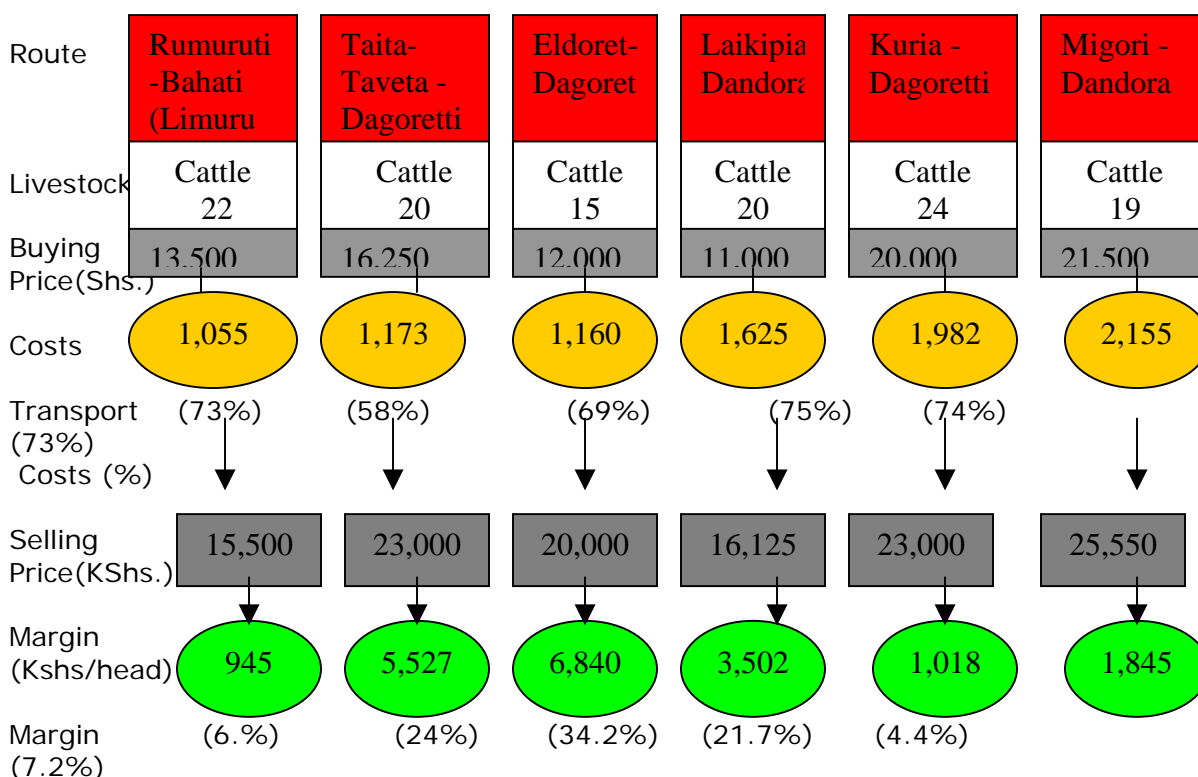 Route
Rumuruti
-Bahati
(Limuru
Taita-
Taveta -
Dagoretti
Eldoret-
Dagoret
Laikipia
Dandora
Kuria -
Dagoretti
Migori -
Dandora
Livestock
Cattle
22
Cattle
20
Cattle
15
Cattle
20
Cattle
24
Cattle
19
Buying
Price(Shs.)
13,500
16,250
12,000
11,000
20,000
21,500
Costs
1,055
1,173
1,160
1,625
1,982
2,155
Transport (73%) (58%) (69%) (75%) (74%)
(73%)
Costs (%)
Selling
Price(KShs.)
15,500
23,000
20,000
16,125
23,000
25,550
Margin
(Kshs/head)
945
5,527
6,840
3,502
1,018
1,845
Margin (6.%) (24%) (34.2%) (21.7%) (4.4%)
(7.2%)